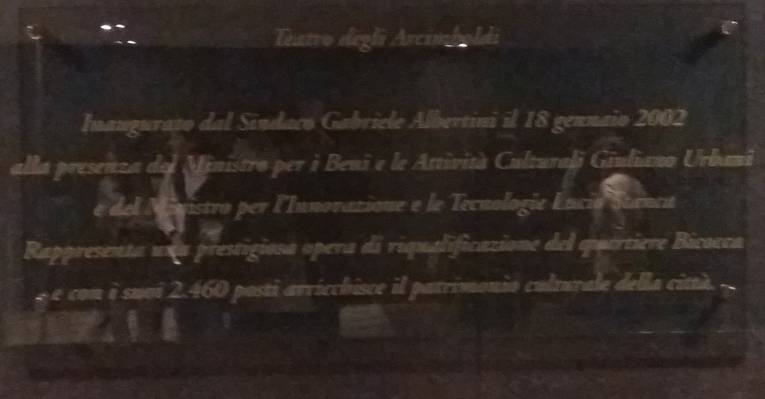 Teatro degli Arcimboldi
Inaugurato dal Sindaco Gabriele Albertini il 18 gennaio 2002
alla presenza del Ministro per i Beni e le Attività Culturali Giuliano Urbani
e del Ministro per l'Innovazione e le Tecnologie Lucio Stanca
Rappresenta una prestigiosa opera di riqualificazione del quartiere Bicocca
e con i suoi 2.460 posti arricchisce il patrimonio culturale della città.